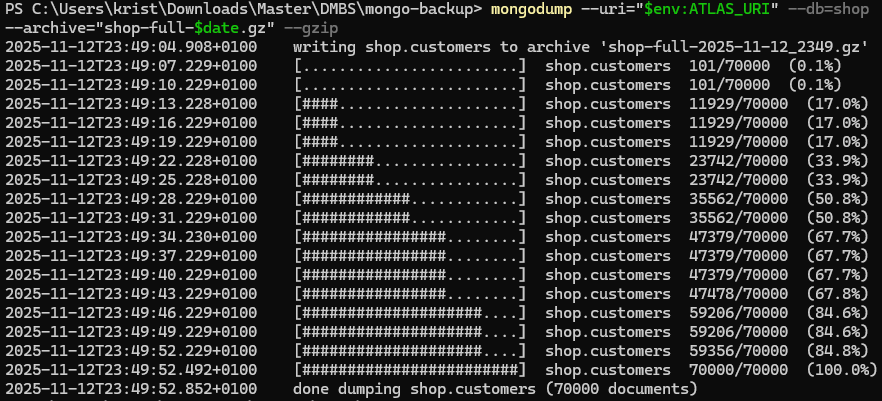 PS C:\Users\krist\Downloads\Master\DMBS\mongo-backup> mongodump --uri="$env:ATLAS_URI" --db=shop
--archive="shop-full-$date.gz" --gzip
2025-11-12T23:49:04.908+0100    writing shop.customers to archive 'shop-full-2025-11-12_2349.gz'
2025-11-12T23:49:07.229+0100    [........................]  shop.customers  101/70000  (0.1%)
2025-11-12T23:49:10.229+0100    [........................]  shop.customers  101/70000  (0.1%)
2025-11-12T23:49:13.228+0100    [####....................]  shop.customers  11929/70000  (17.0%)
2025-11-12T23:49:16.229+0100    [####....................]  shop.customers  11929/70000  (17.0%)
2025-11-12T23:49:19.229+0100    [####....................]  shop.customers  11929/70000  (17.0%)
2025-11-12T23:49:22.228+0100    [########................]  shop.customers  23742/70000  (33.9%)
2025-11-12T23:49:25.228+0100    [########................]  shop.customers  23742/70000  (33.9%)
2025-11-12T23:49:28.229+0100    [############............]  shop.customers  35562/70000  (50.8%)
2025-11-12T23:49:31.229+0100    [############............]  shop.customers  35562/70000  (50.8%)
2025-11-12T23:49:34.230+0100    [################........]  shop.customers  47379/70000  (67.7%)
2025-11-12T23:49:37.229+0100    [################........]  shop.customers  47379/70000  (67.7%)
2025-11-12T23:49:40.229+0100    [################........]  shop.customers  47379/70000  (67.7%)
2025-11-12T23:49:43.229+0100    [################........]  shop.customers  47478/70000  (67.8%)
2025-11-12T23:49:46.229+0100    [####################....]  shop.customers  59206/70000  (84.6%)
2025-11-12T23:49:49.229+0100    [####################....]  shop.customers  59206/70000  (84.6%)
2025-11-12T23:49:52.229+0100    [####################....]  shop.customers  59356/70000  (84.8%)
2025-11-12T23:49:52.492+0100    [########################]  shop.customers  70000/70000  (100.0%)
2025-11-12T23:49:52.852+0100    done dumping shop.customers (70000 documents)